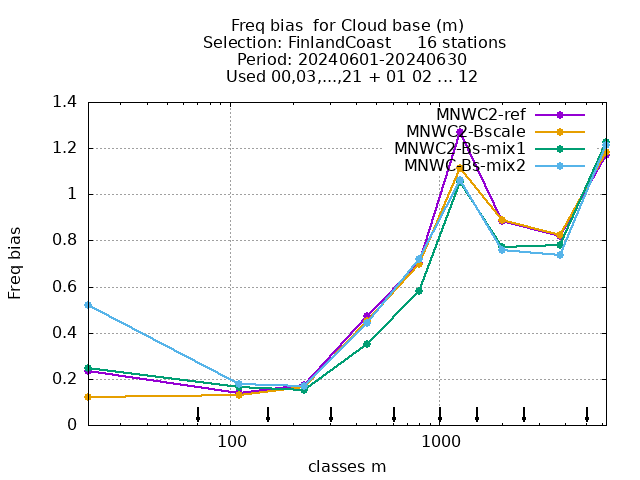 Freq bias  for Cloud base (m)
Selection: FinlandCoast     16 stations
Period: 20240601-20240630
Used 00,03,...,21 + 01 02 ... 12
MNWC2-ref
MNWC2-Bscale
MNWC2-Bs-mix1
MNWC-Bs-mix2
1.4
1.2
1
0.8
0.6
0.4
0.2
0
Freq bias
100
1000
classes m